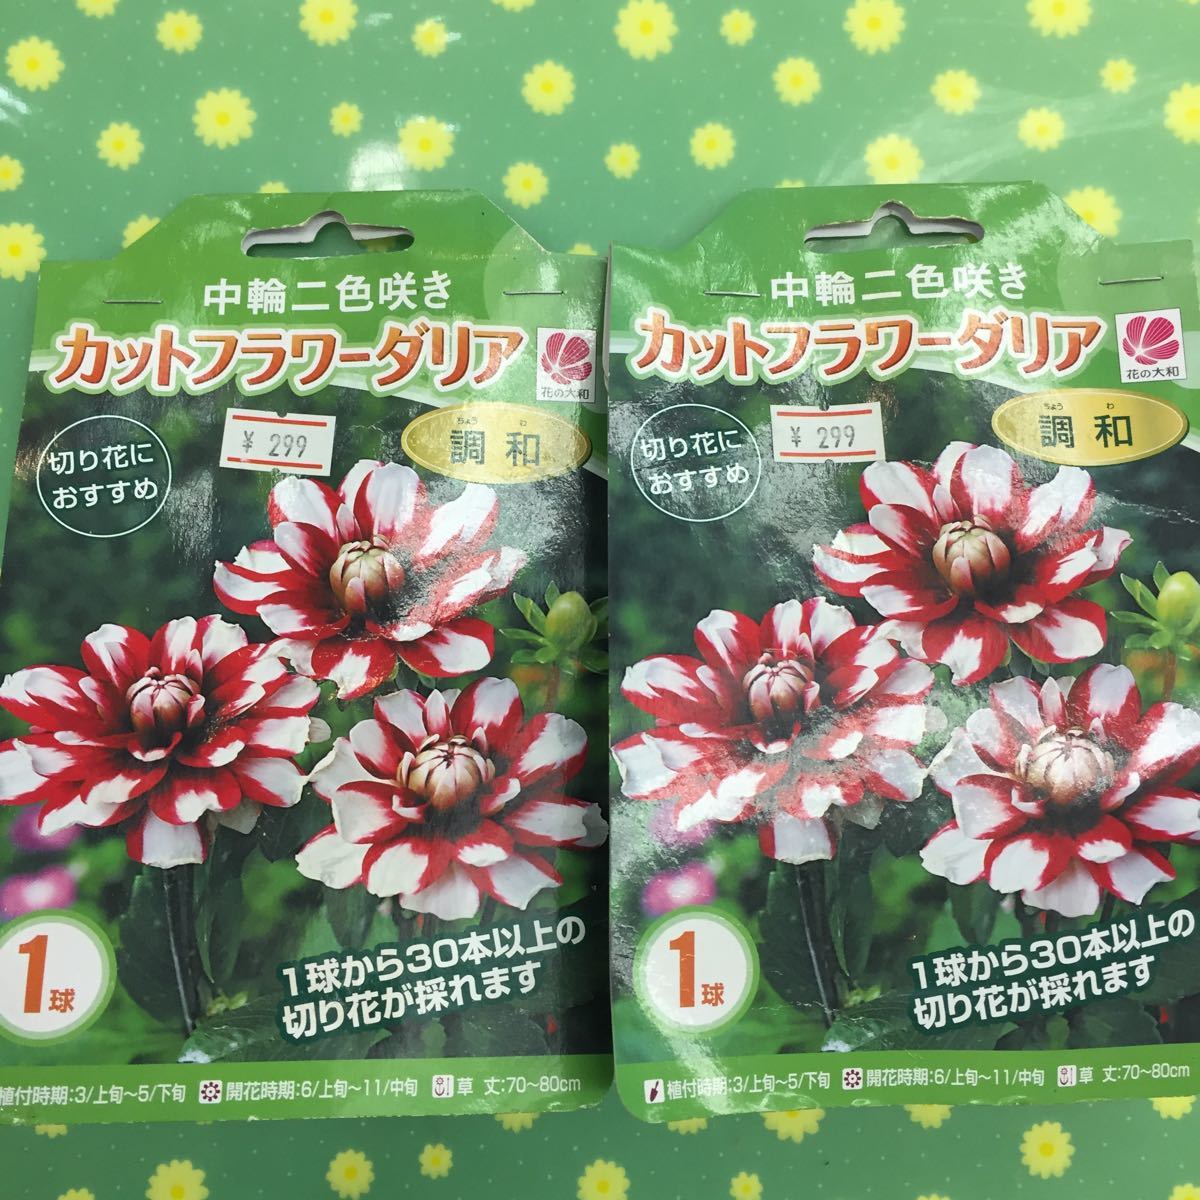 中輪二色咲き
カットフラワーダリア
花の大和
切り花に
おすすめ
¥ 299
ちょう わ
調和
1球から30本以上の
切り花が採れます
1球
植付時期:3/上旬～5/下旬 開花時期:6/上旬～11/中旬 草 丈:70～80cm
中輪二色咲き
カットフラワーダリア
花の大和
切り花に
おすすめ
¥ 299
ちょう わ
調和
1球から30本以上の
切り花が採れます
1球
植付時期:3/上旬～5/下旬 開花時期:6/上旬～11/中旬 草 丈:70～80cm